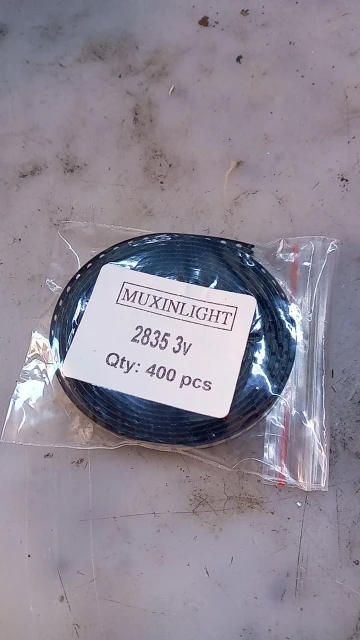 MUXINLIGHT
2835 3v
Qty: 400 pcs